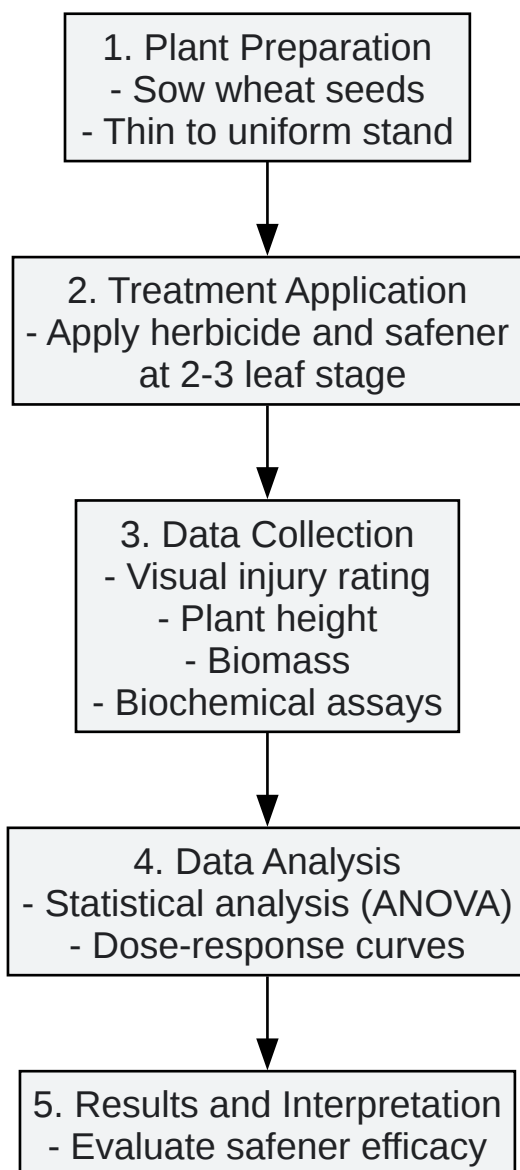 1. Plant Preparation
- Sow wheat seeds
- Thin to uniform stand
2. Treatment Application
- Apply herbicide and safener
at 2-3 leaf stage
3. Data Collection
- Visual injury rating
- Plant height
- Biomass
- Biochemical assays
4. Data Analysis
- Statistical analysis (ANOVA)
- Dose-response curves
5. Results and Interpretation
- Evaluate safener efficacy